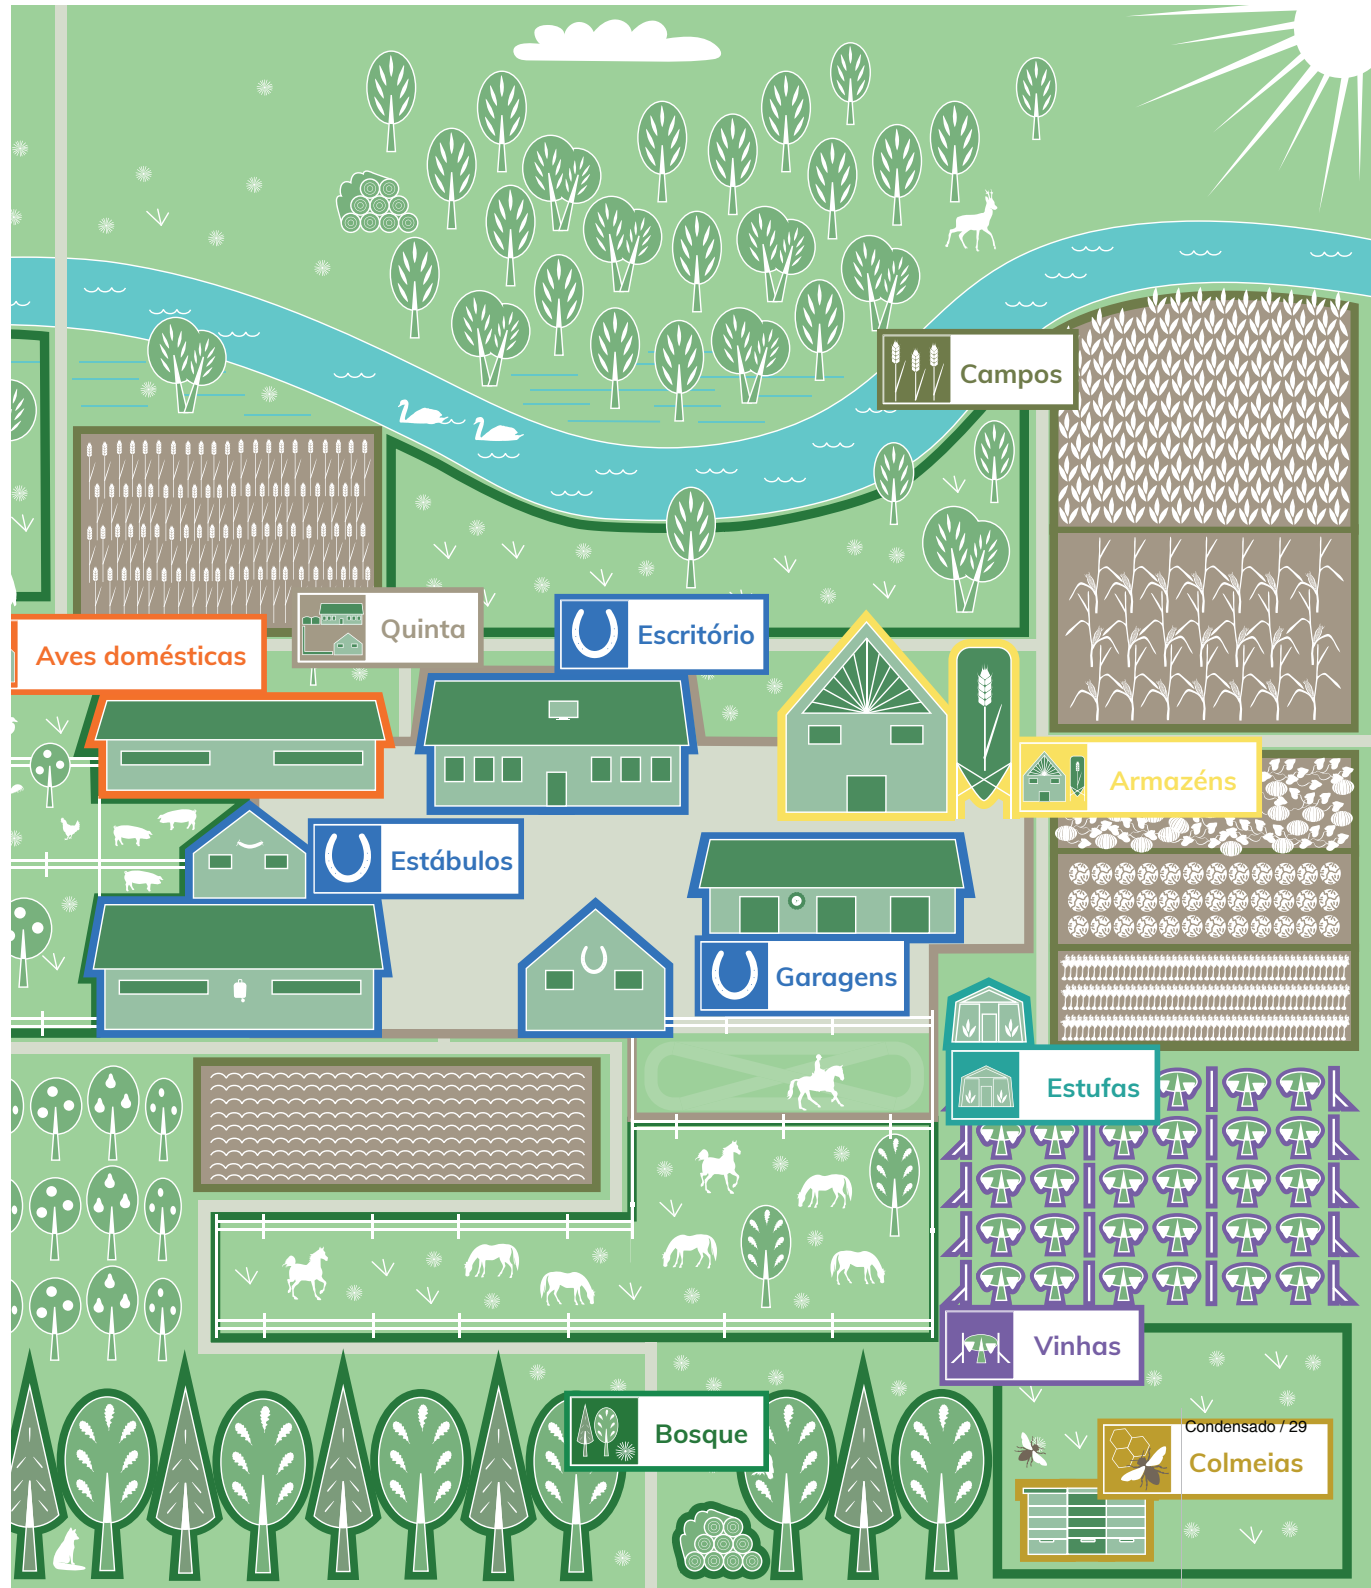 Campos
Quinta
Escritório
Aves domésticas
Armazéns
Estábulos
Garagens
Estufas
Vinhas
Bosque
Condensado / 29
Colmeias